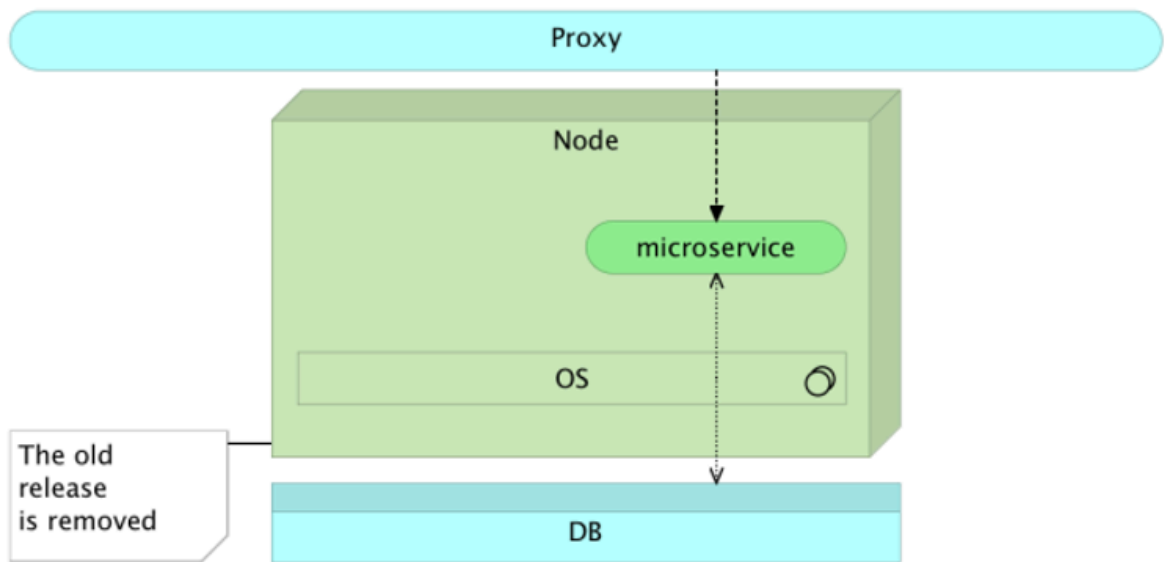 Proxy
Node
microservice
OS
The old
release
is removed
DB